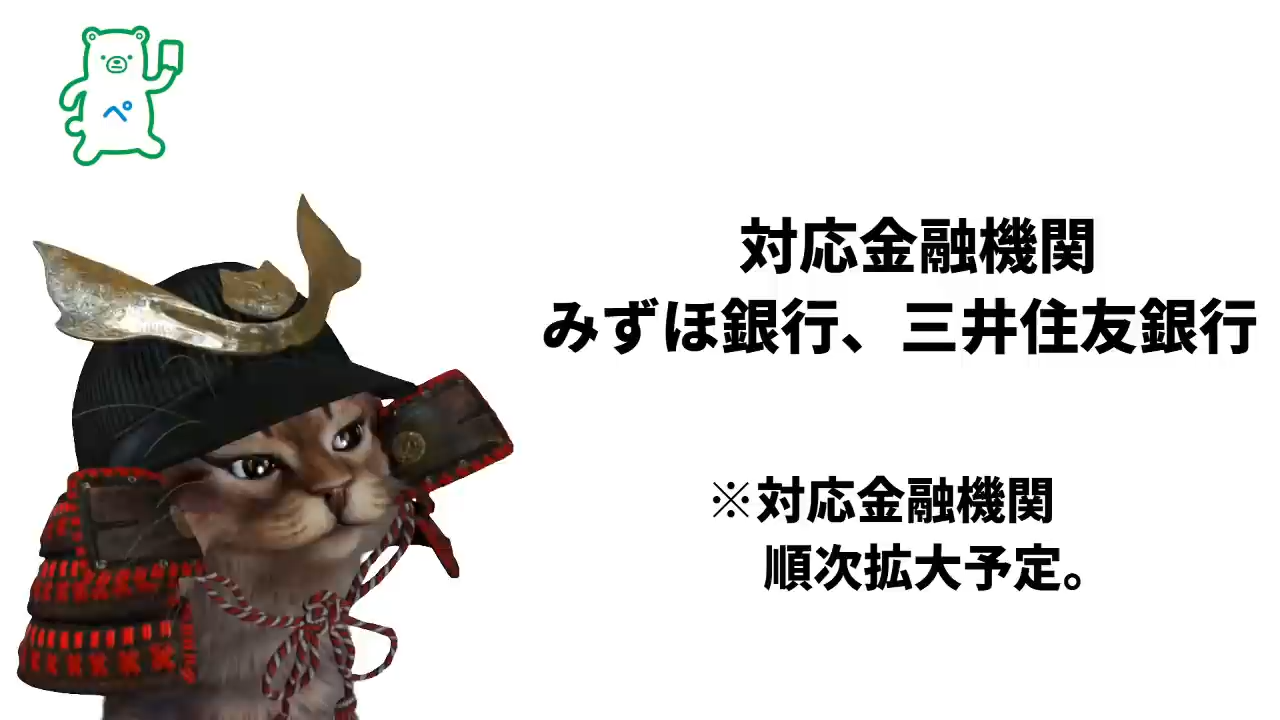 ペ
対応金融機関
みずほ銀行、三井住友銀行
※対応金融機関
順次拡大予定。